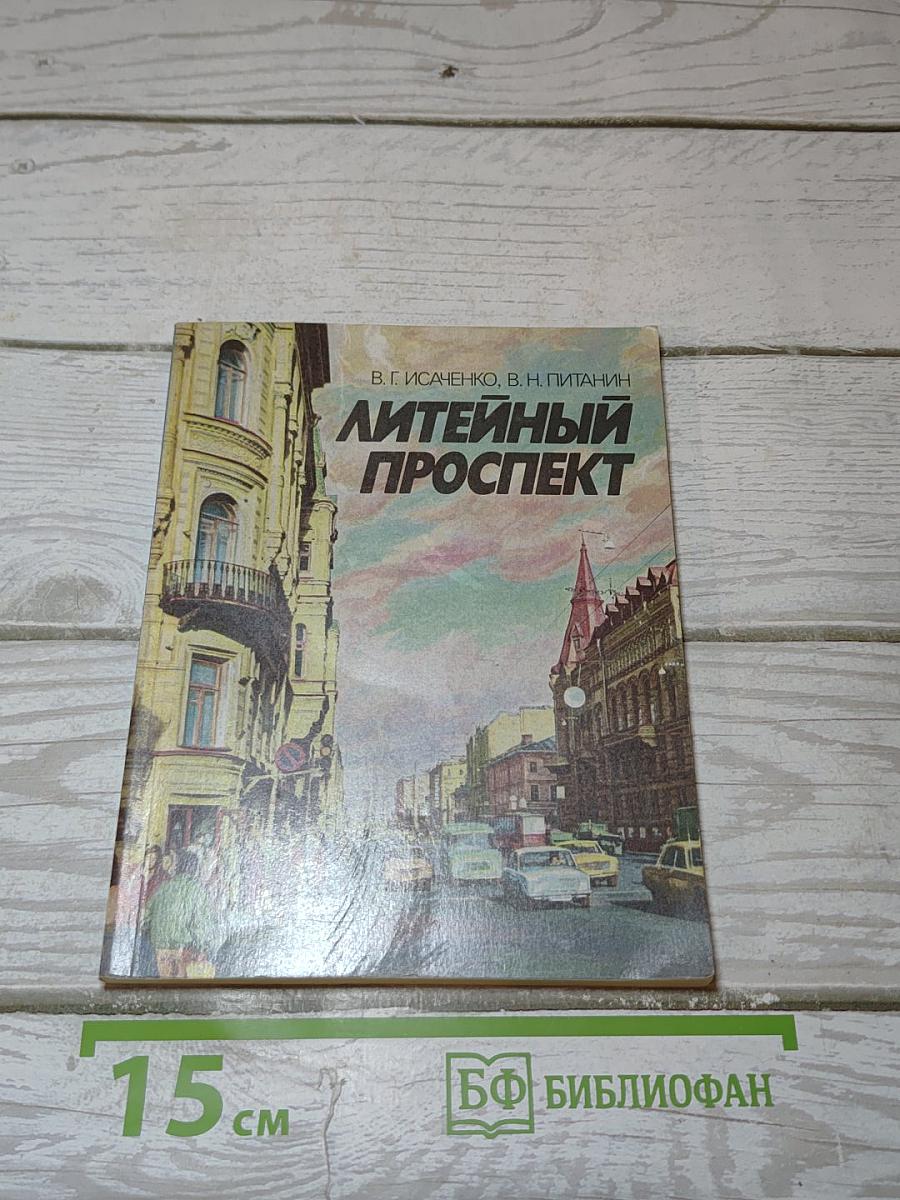 В. Г. ИСАЧЕНКО, В. Н. ПИТАНИН
ЛИТЕЙНЫЙ
ПРОСПЕКТ
15 см
БФ БИБЛИОФАН